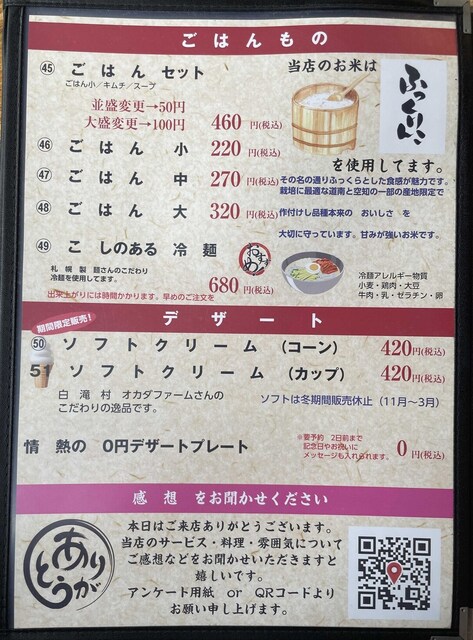 ごはんもの
㊺ ごはん セット
ごはん小／キムチ／スープ
並盛変更→50円
大盛変更→100円
460 円(税込)
㊻ ごはん 小 220 円(税込)
㊼ ごはん 中 270 円(税込)
㊽ ごはん 大 320 円(税込)
㊾ こ しのある 冷 麺
おすすめ
札 幌 製 麺さんのこだわり
冷麺を使用してます。
680 円(税込)
出来上がりには時間かかります。早めのご注文を
当店のお米は
ふっくりんこ
を使用してます。
その名の通りふっくらとした食感が魅力です。
栽培に最適な道南と空知の一部の産地限定で
作付けし品種本来の おいしさ を
大切に守っています。甘みが強いお米です。
冷麺アレルギー物質
小麦・鶏肉・大豆
牛肉・乳・ゼラチン・卵
デザート
期間限定販売！
㊿ ソフトクリーム (コーン) 420円(税込)
51 ソフトクリーム (カップ) 420円(税込)
白 滝 村 オカダファームさんの
こだわりの逸品です。
ソフトは冬期間販売休止（11月～3月）
情 熱の 0円デザートプレート
※要予約 2日前まで
記念日やお祝いに
メッセージも入れられます。
0 円(税込)
感 想 をお聞かせください
ありがとう
本日はご来店ありがとうございます。
当店のサービス・料理・雰囲気について
ご感想などをお聞かせいただきますと
嬉しいです。
アンケート用紙 or QRコードより
お願い申し上げます。